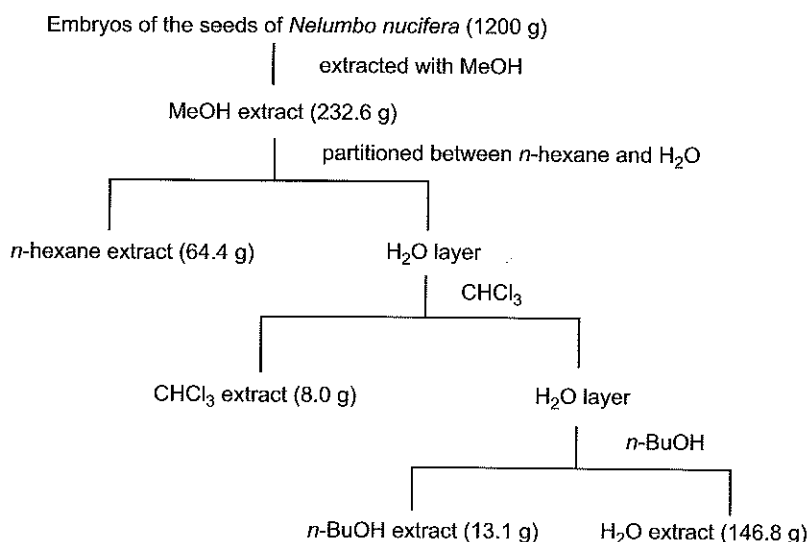 Embryos of the seeds of Nelumbo nucifera (1200 g)
extracted with MeOH
MeOH extract (232.6 g)
partitioned between n-hexane and H₂O
n-hexane extract (64.4 g) H₂O layer
CHCl₃
CHCl₃ extract (8.0 g) H₂O layer
n-BuOH
n-BuOH extract (13.1 g) H₂O extract (146.8 g)